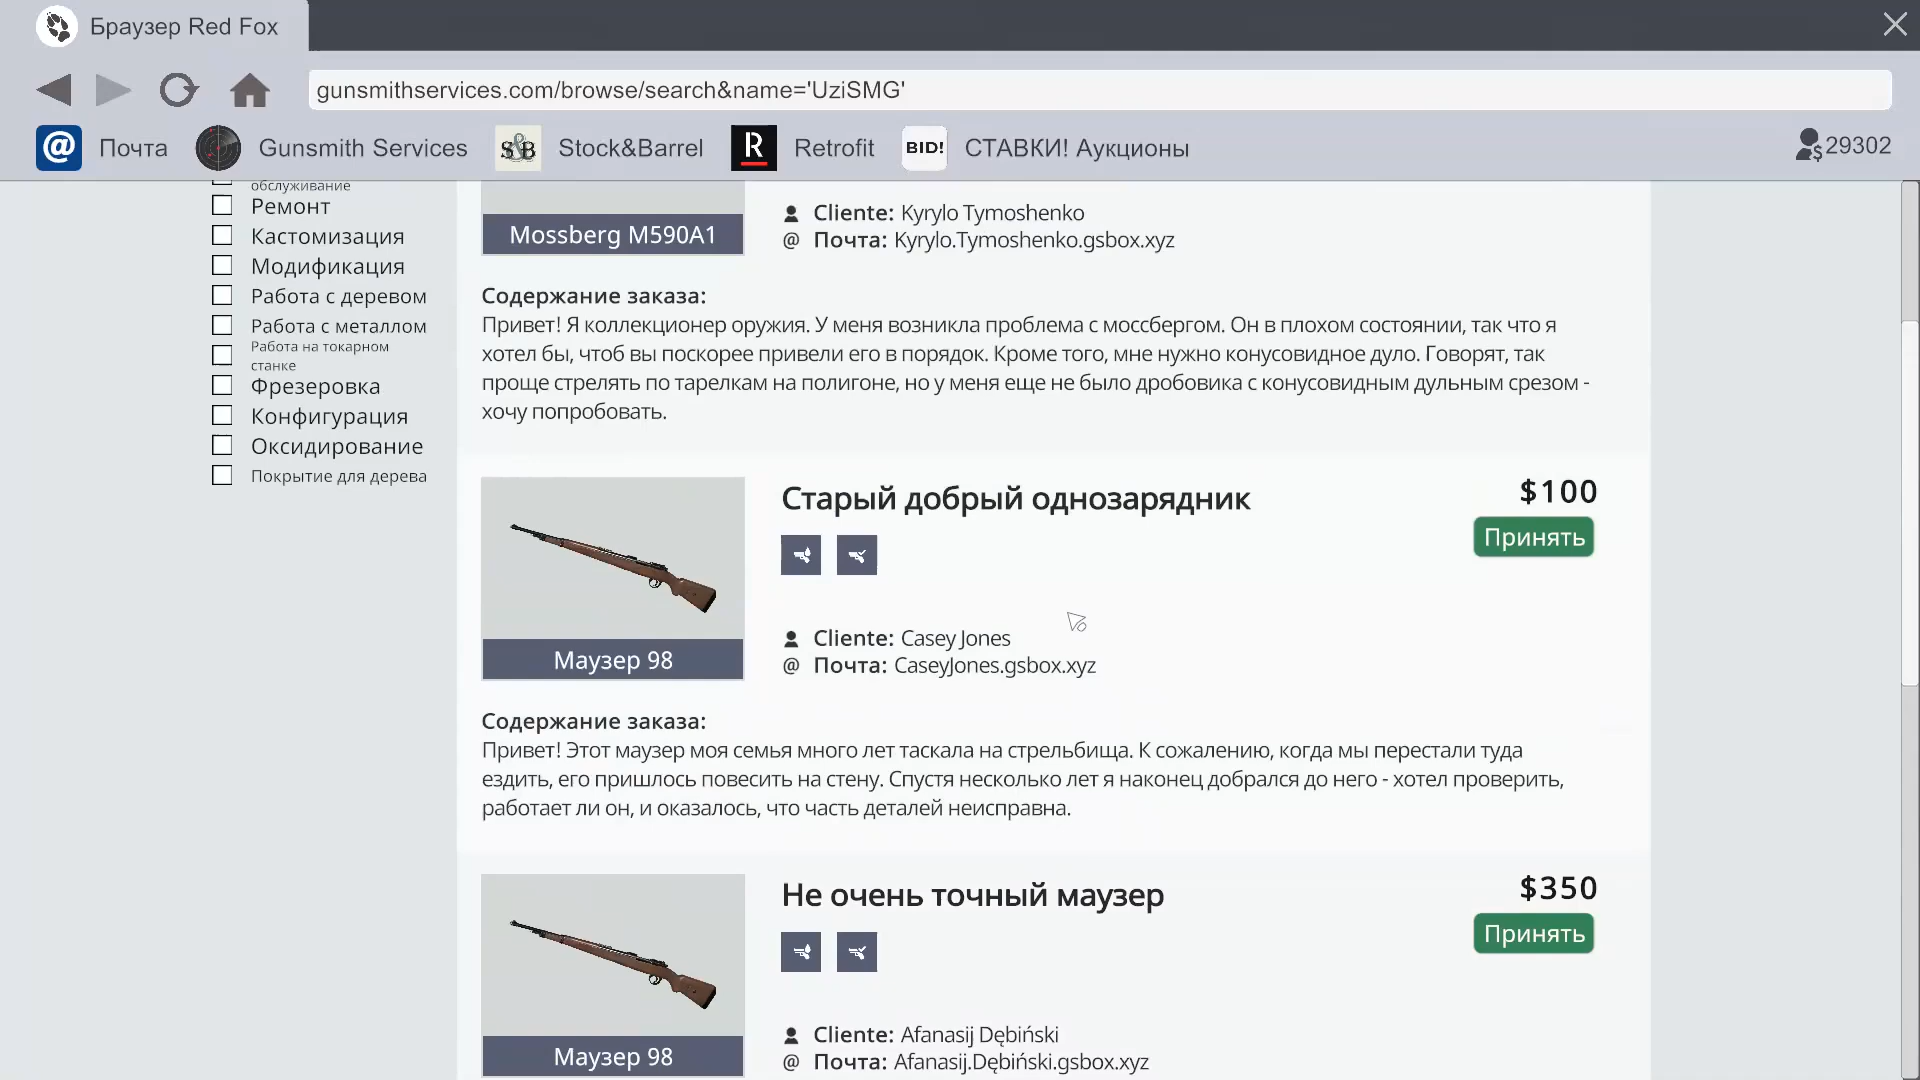 Браузер Red Fox
gunsmithservices.com/browse/search&name='UziSMG'
@ Почта Gunsmith Services S&B Stock&Barrel R Retrofit BID! СТАВКИ! Аукционы $ 29302
обслуживание
Ремонт
Кастомизация
Модификация
Работа с деревом
Работа с металлом
Работа на токарном
станке
Фрезеровка
Конфигурация
Оксидирование
Покрытие для дерева
Mossberg M590A1
Cliente: Kyrylo Tymoshenko
@ Почта: Kyrylo.Tymoshenko.gsbox.xyz
Содержание заказа:
Привет! Я коллекционер оружия. У меня возникла проблема с моссбергом. Он в плохом состоянии, так что я
хотел бы, чтоб вы поскорее привели его в порядок. Кроме того, мне нужно конусовидное дуло. Говорят, так
проще стрелять по тарелкам на полигоне, но у меня еще не было дробовика с конусовидным дульным срезом -
хочу попробовать.
Старый добрый однозарядник
$100
Принять
Маузер 98
Cliente: Casey Jones
@ Почта: CaseyJones.gsbox.xyz
Содержание заказа:
Привет! Этот маузер моя семья много лет таскала на стрельбища. К сожалению, когда мы перестали туда
ездить, его пришлось повесить на стену. Спустя несколько лет я наконец добрался до него - хотел проверить,
работает ли он, и оказалось, что часть деталей неисправна.
Не очень точный маузер
$350
Принять
Маузер 98
Cliente: Afanasij Dębiński
@ Почта: Afanasij.Dębiński.gsbox.xyz